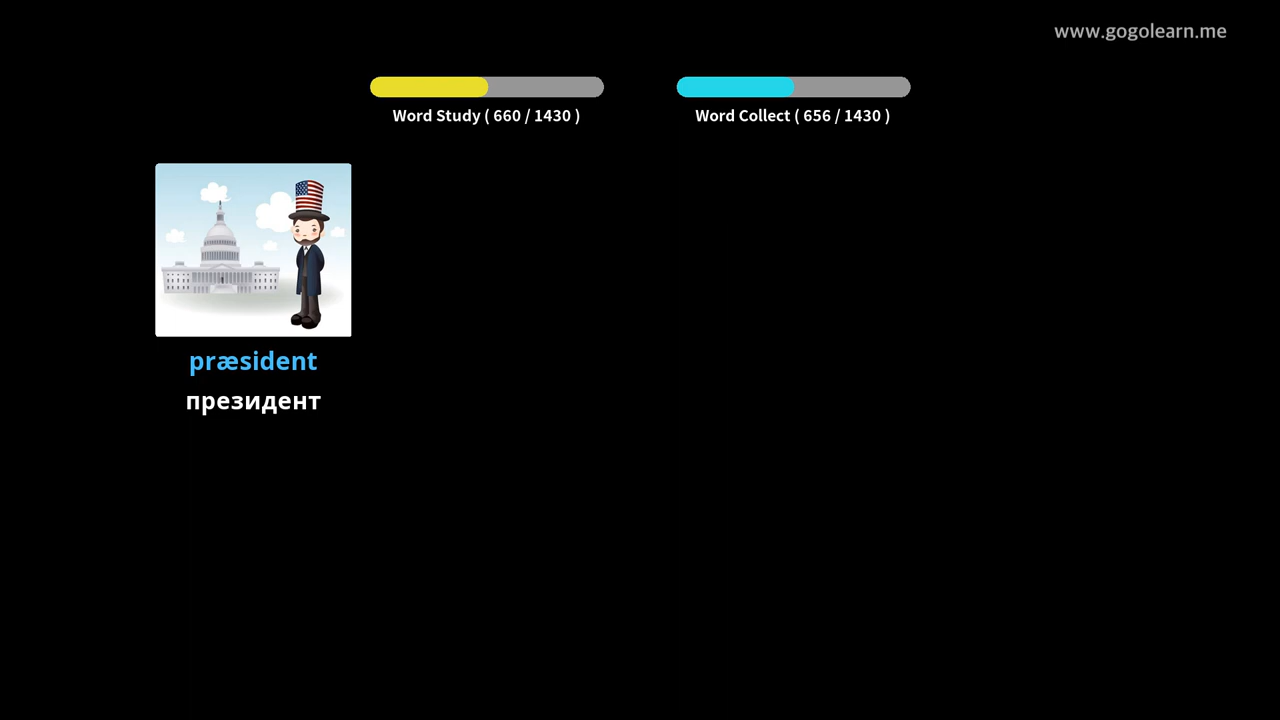 www.gogolearn.me
Word Study ( 660 / 1430 )
Word Collect ( 656 / 1430 )
præsident
президент